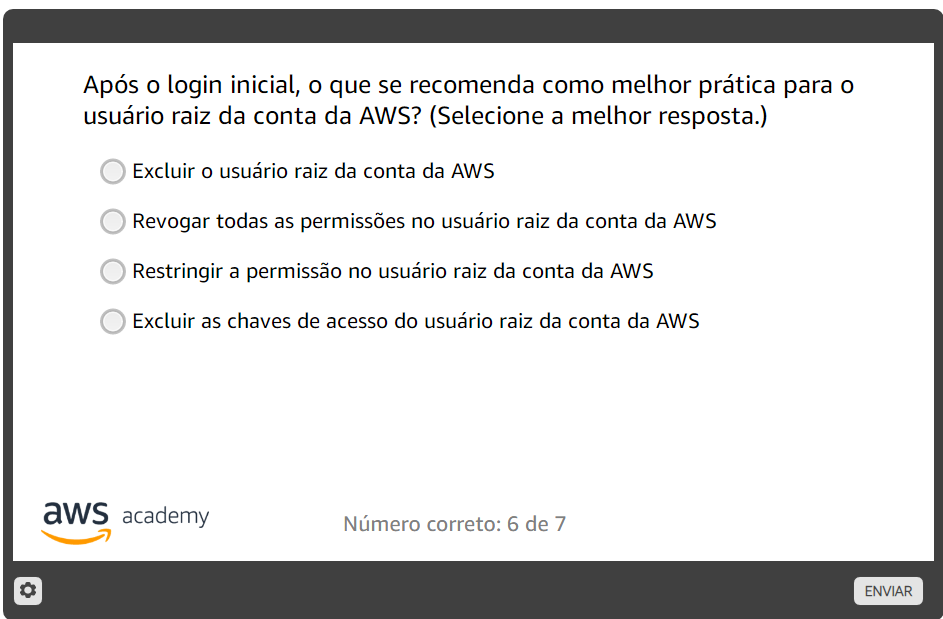 Após o login inicial, o que se recomenda como melhor prática para o
usuário raiz da conta da AWS? (Selecione a melhor resposta.)
Excluir o usuário raiz da conta da AWS
Revogar todas as permissões no usuário raiz da conta da AWS
Restringir a permissão no usuário raiz da conta da AWS
Excluir as chaves de acesso do usuário raiz da conta da AWS
aws academy
Número correto: 6 de 7
ENVIAR